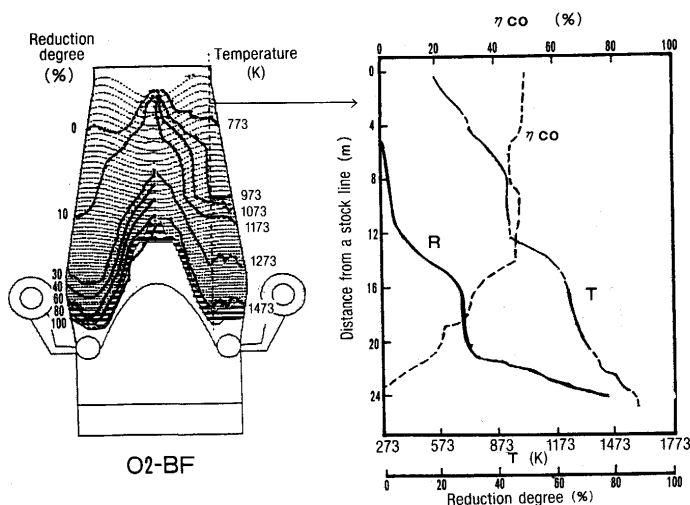 Reduction
degree
(%)
Temperature
(K)
0
10
30
40
60
80
100
773
973
1073
1173
1273
1473
O2-BF
η co (%)
0 20 40 60 80 100
η co
R
T
Distance from a stock line (m)
0
4
8
12
16
20
24
273 573 873 1173 1473 1773
T (K)
0 20 40 60 80 100
Reduction degree (%)